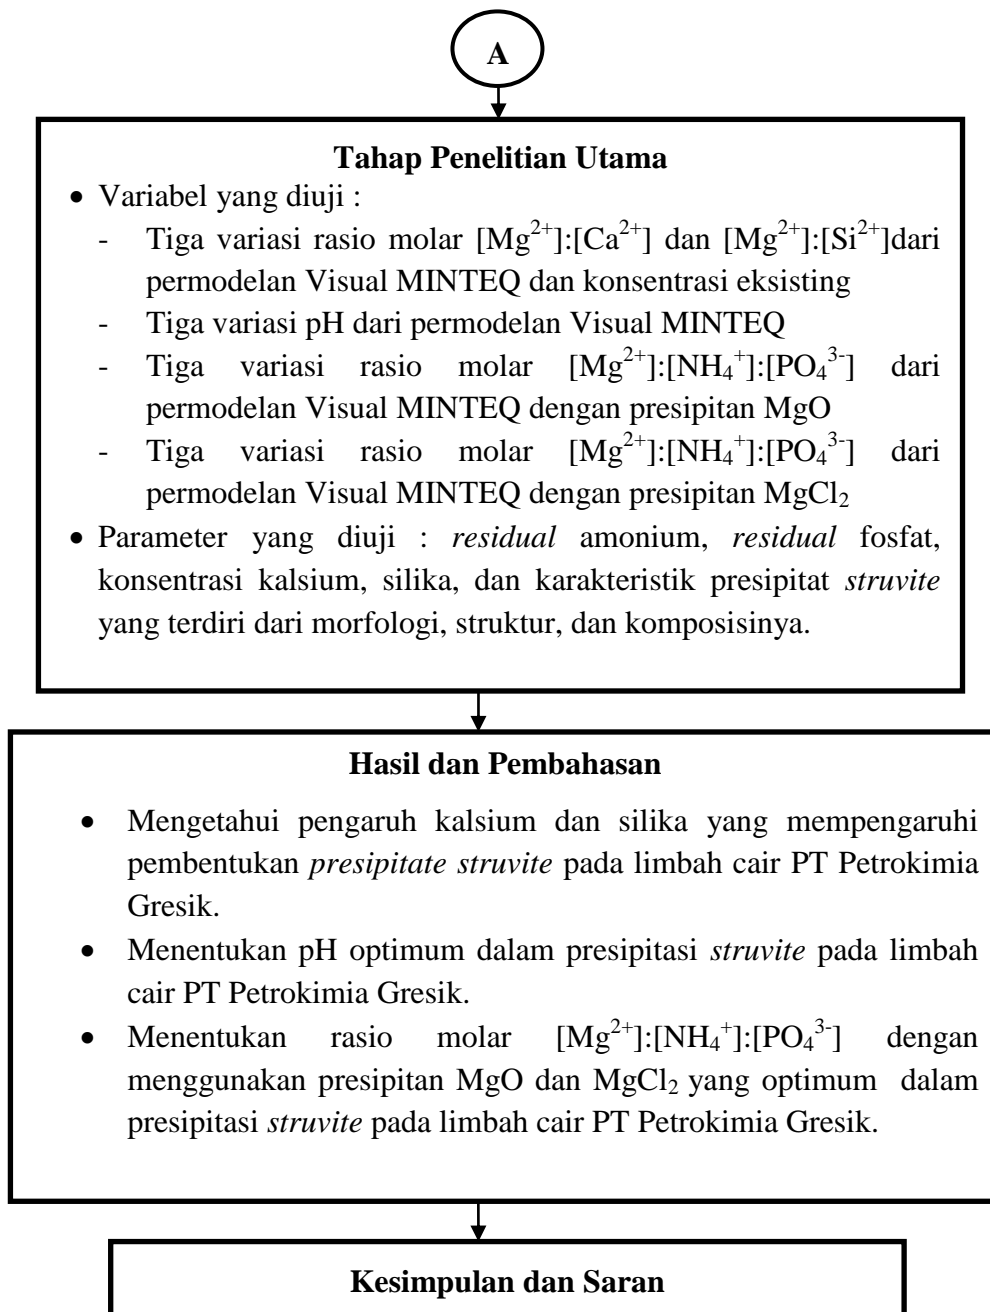 A
Tahap Penelitian Utama
• Variabel yang diuji :
- Tiga variasi rasio molar [Mg²⁺]:[Ca²⁺] dan [Mg²⁺]:[Si²⁺]dari
permodelan Visual MINTEQ dan konsentrasi eksisting
- Tiga variasi pH dari permodelan Visual MINTEQ
- Tiga variasi rasio molar [Mg²⁺]:[NH₄⁺]:[PO₄³⁻] dari
permodelan Visual MINTEQ dengan presipitan MgO
- Tiga variasi rasio molar [Mg²⁺]:[NH₄⁺]:[PO₄³⁻] dari
permodelan Visual MINTEQ dengan presipitan MgCl₂
• Parameter yang diuji : residual amonium, residual fosfat,
konsentrasi kalsium, silika, dan karakteristik presipitat struvite
yang terdiri dari morfologi, struktur, dan komposisinya.
Hasil dan Pembahasan
• Mengetahui pengaruh kalsium dan silika yang mempengaruhi
pembentukan presipitate struvite pada limbah cair PT Petrokimia
Gresik.
• Menentukan pH optimum dalam presipitasi struvite pada limbah
cair PT Petrokimia Gresik.
• Menentukan rasio molar [Mg²⁺]:[NH₄⁺]:[PO₄³⁻] dengan
menggunakan presipitan MgO dan MgCl₂ yang optimum dalam
presipitasi struvite pada limbah cair PT Petrokimia Gresik.
Kesimpulan dan Saran